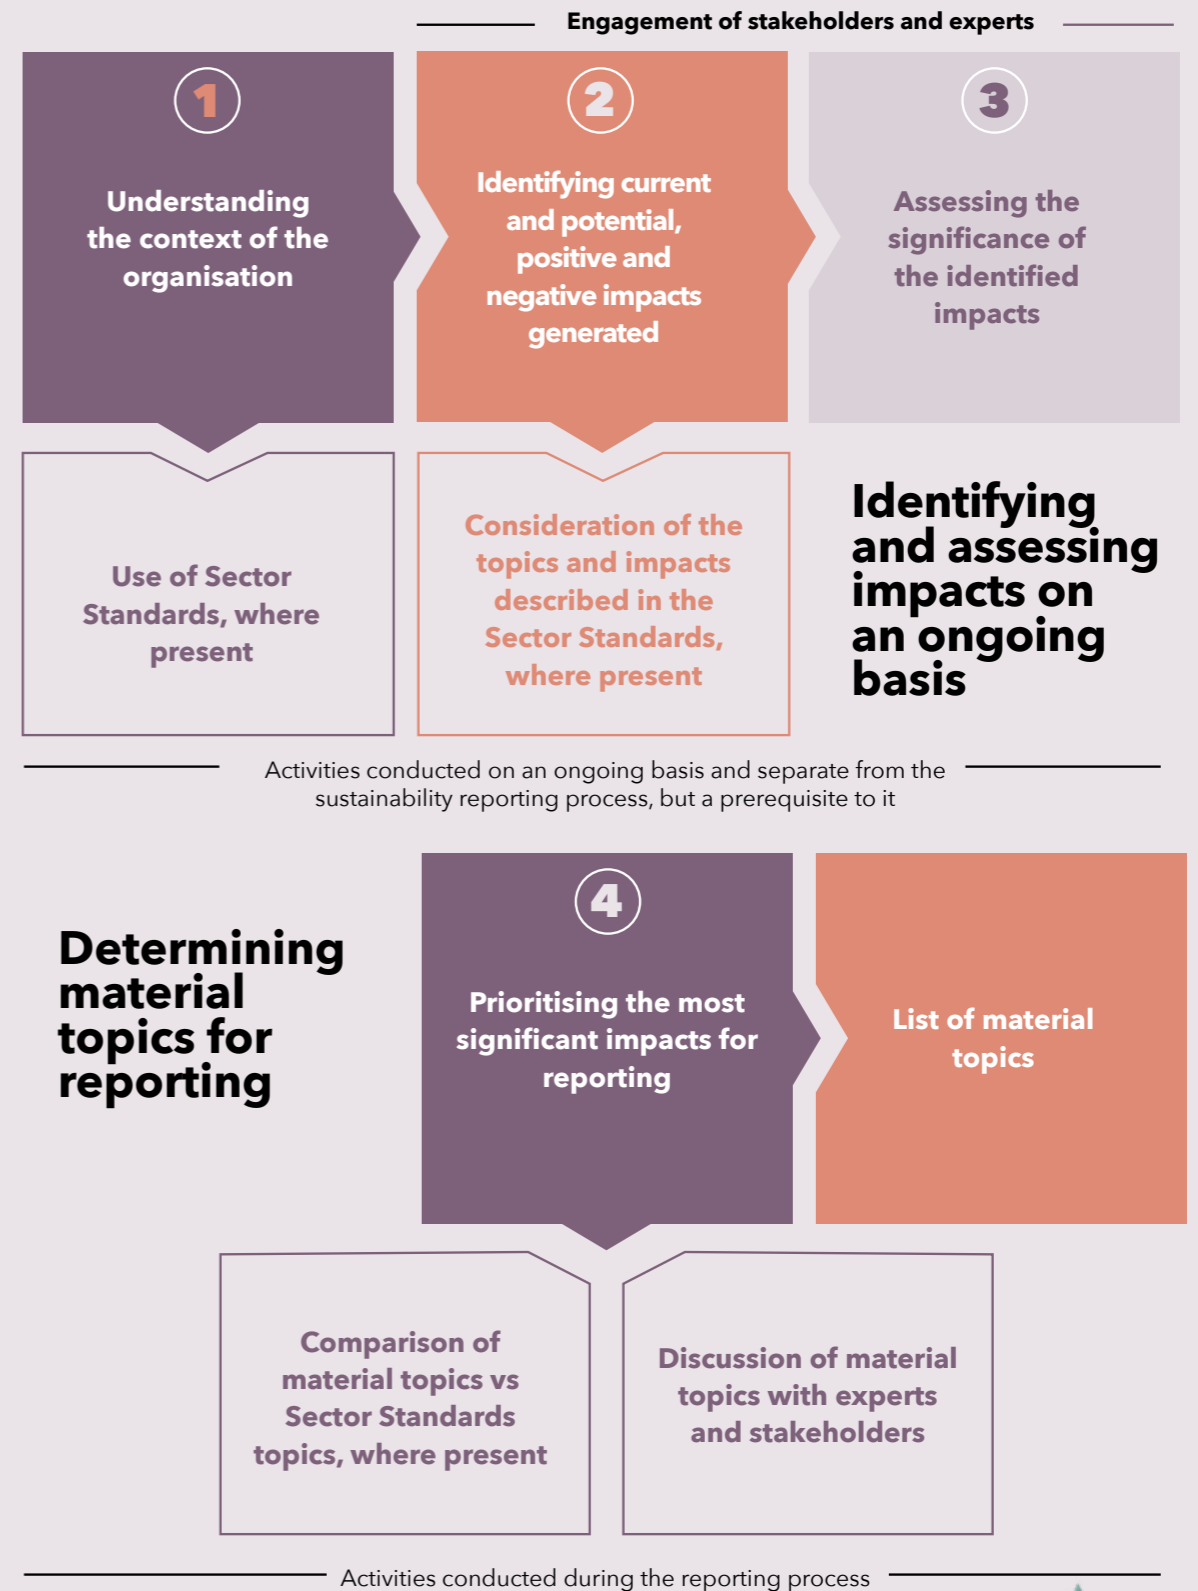 Engagement of stakeholders and experts
1
Understanding
the context of the
organisation
2
Identifying current
and potential,
positive and
negative impacts
generated
3
Assessing the
significance of
the identified
impacts
Use of Sector
Standards, where
present
Consideration of the
topics and impacts
described in the
Sector Standards,
where present
Identifying
and assessing
impacts on
an ongoing
basis
Activities conducted on an ongoing basis and separate from the
sustainability reporting process, but a prerequisite to it
Determining
material
topics for
reporting
4
Prioritising the most
significant impacts for
reporting
List of material
topics
Comparison of
material topics vs
Sector Standards
topics, where present
Discussion of material
topics with experts
and stakeholders
Activities conducted during the reporting process